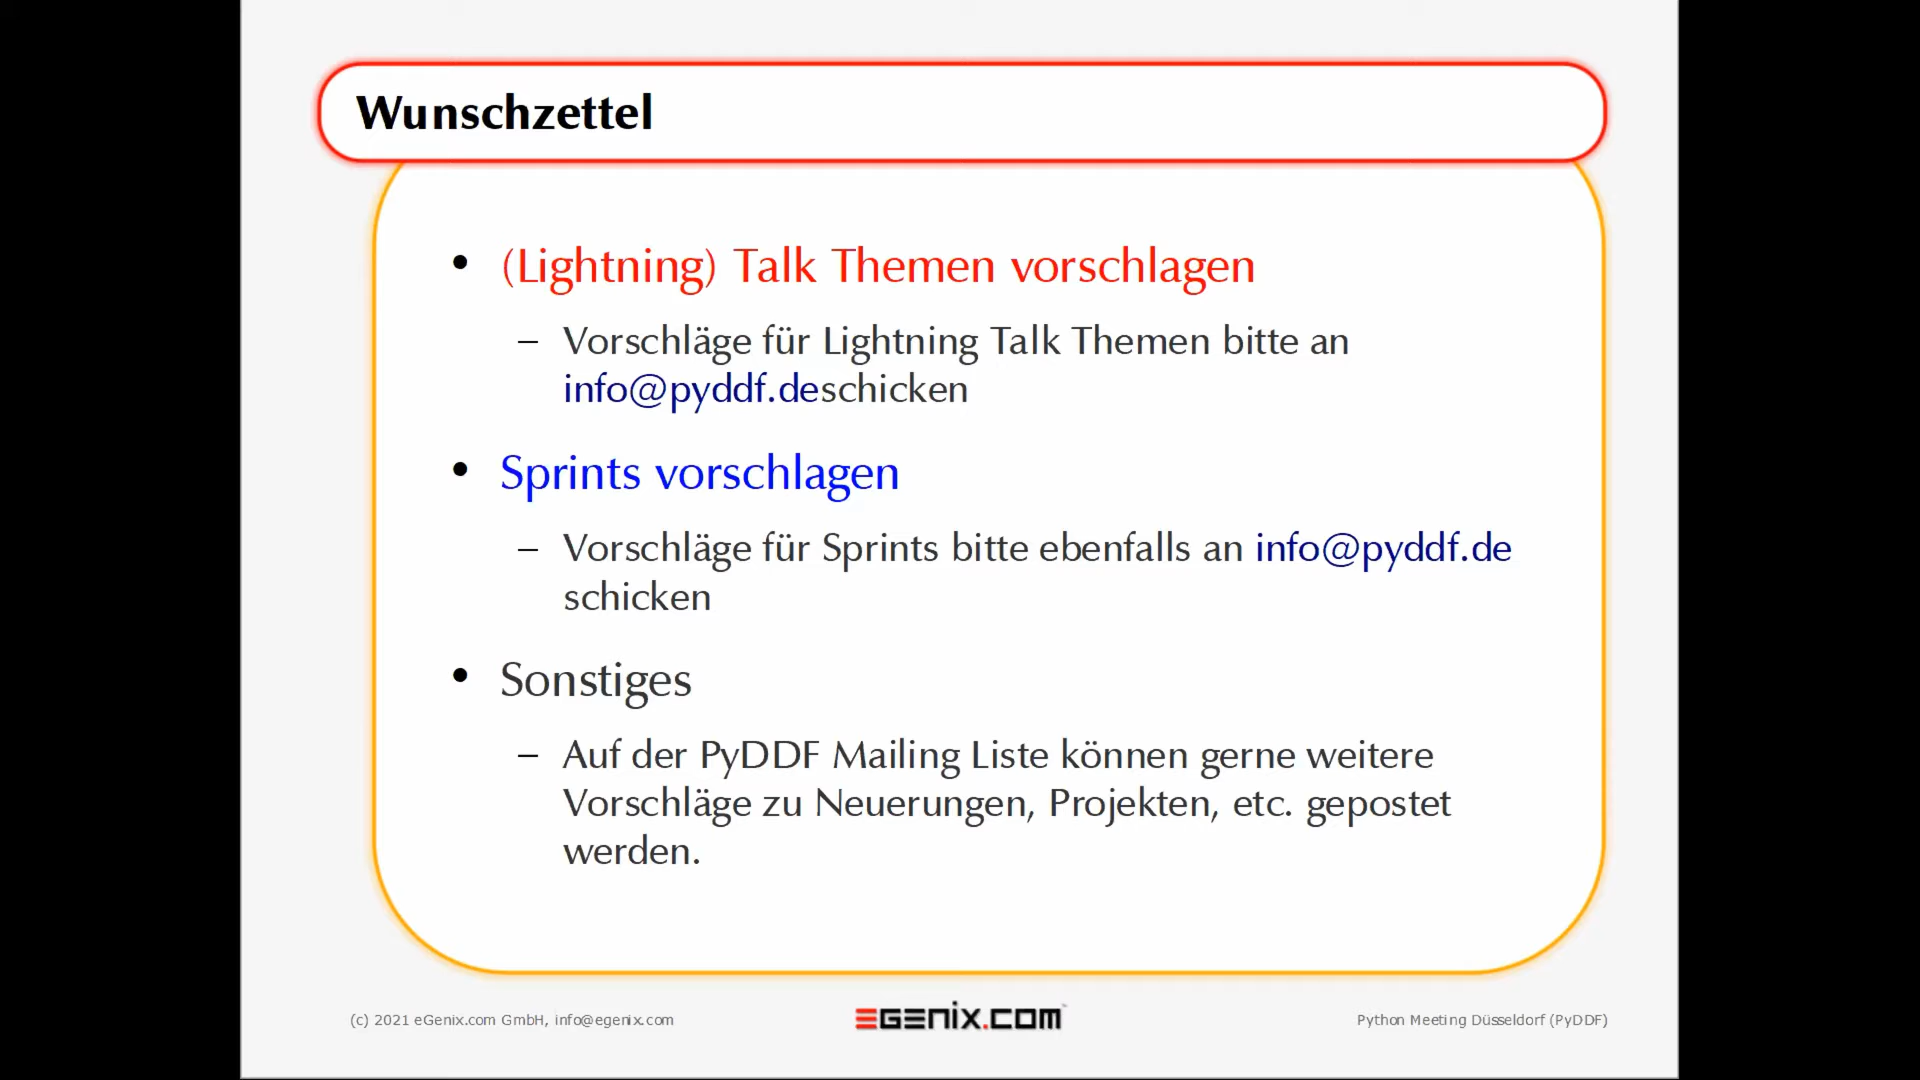 Wunschzettel
• (Lightning) Talk Themen vorschlagen
– Vorschläge für Lightning Talk Themen bitte an
info@pyddf.deschicken
• Sprints vorschlagen
– Vorschläge für Sprints bitte ebenfalls an info@pyddf.de
schicken
• Sonstiges
– Auf der PyDDF Mailing Liste können gerne weitere
Vorschläge zu Neuerungen, Projekten, etc. gepostet
werden.
(c) 2021 eGenix.com GmbH, info@egenix.com
EGENIX.COM™
Python Meeting Düsseldorf (PyDDF)